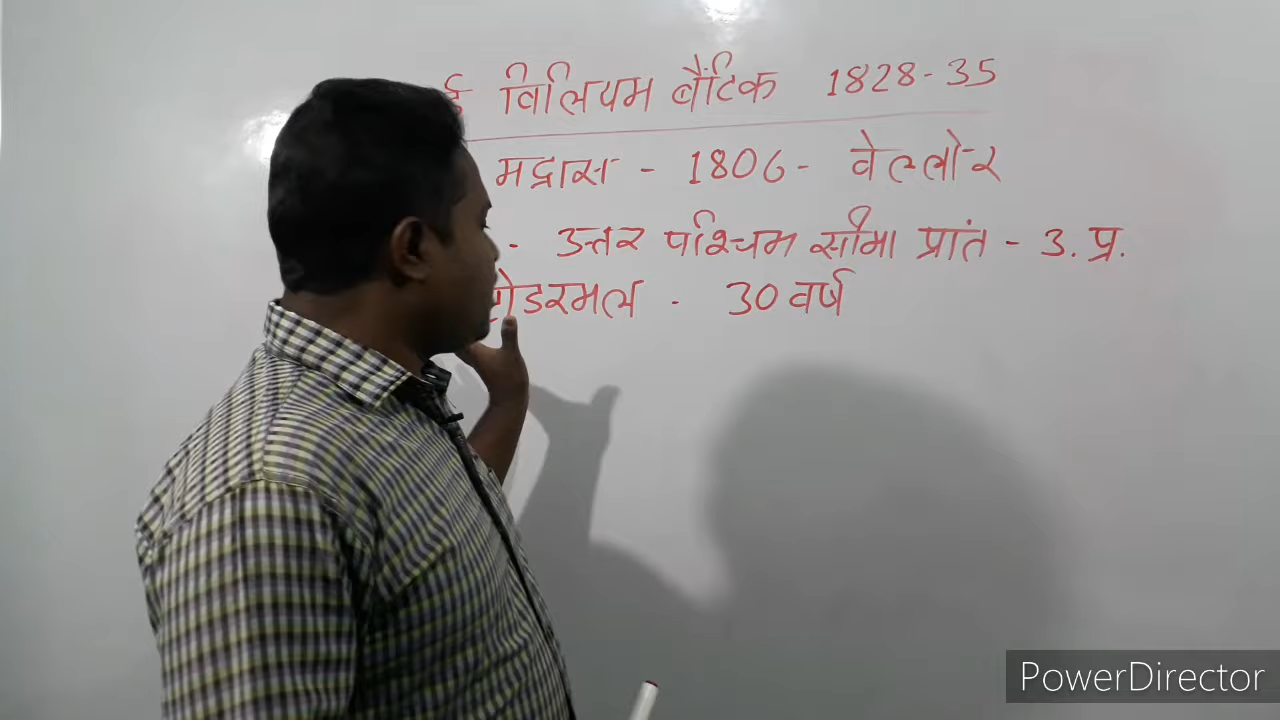 विलियम बैंटिक 1828-35
मद्रास - 1806- वेल्लोर
- उत्तर पश्चिम सीमा प्रांत - उ. प्र.
टोडरमल - 30 वर्ष
PowerDirector